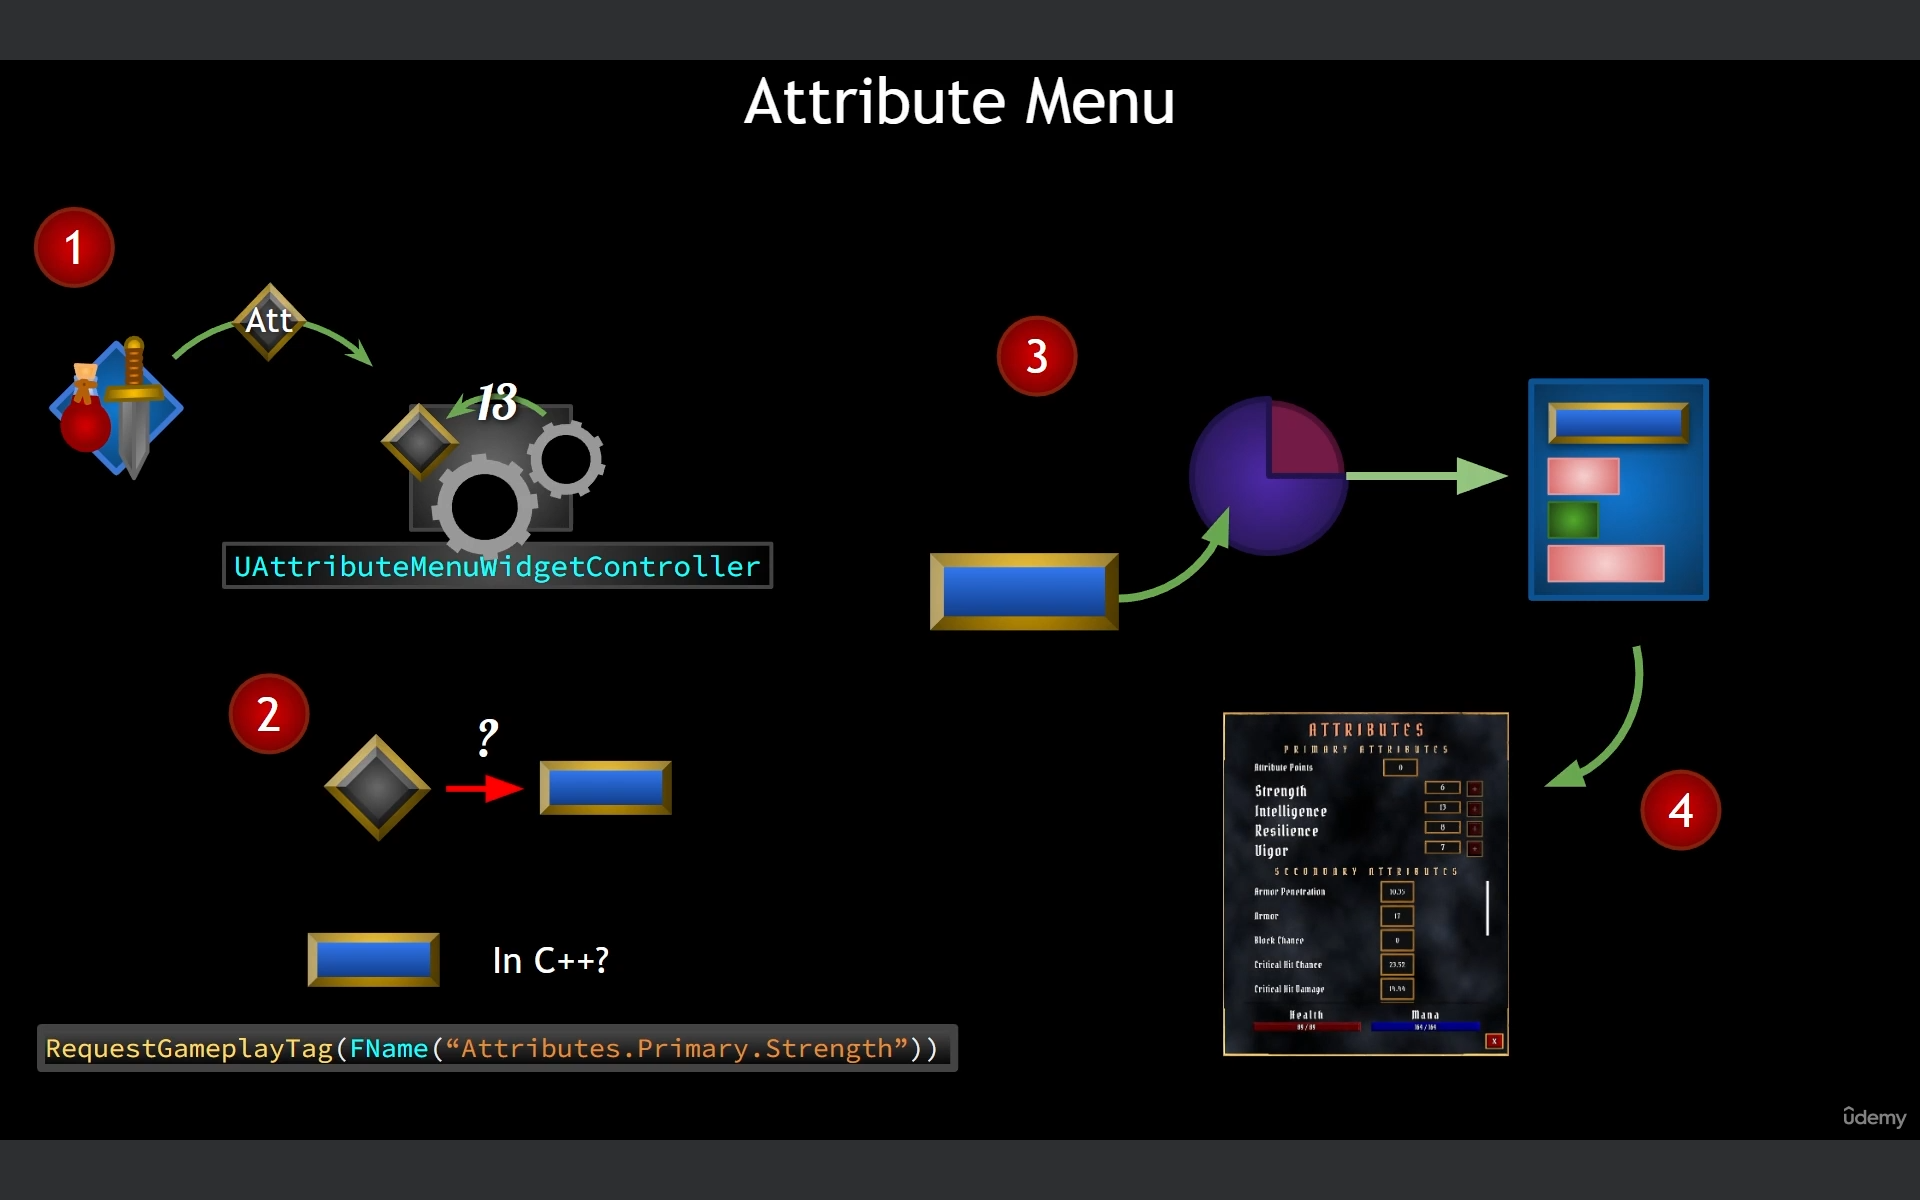 Attribute Menu
1
Att
13
UAttributeMenuWidgetController
2
?
In C++?
RequestGameplayTag(FName(“Attributes.Primary.Strength”))
3
4
ATTRIBUTES
PRIMARY ATTRIBUTES
Attribute Points 0
Strength 6 +
Intelligence 13 +
Resilience 8 +
Vigor 7 +
SECONDARY ATTRIBUTES
Armor Penetration
Armor 17
Block Chance
Critical Hit Chance
Critical Hit Damage
Health Mana
X
udemy